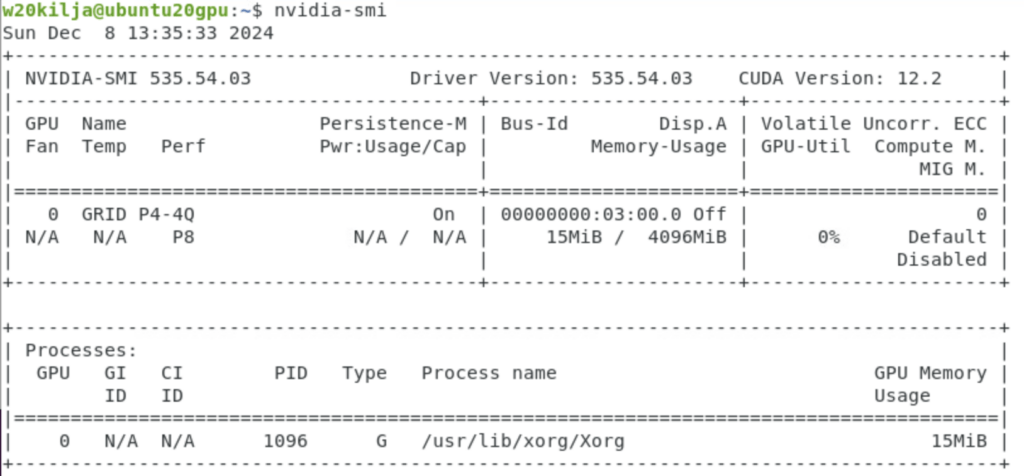 w20kilja@ubuntu20gpu:~$ nvidia-smi
Sun Dec  8 13:35:33 2024
+---------------------------------------------------------------------------------------+
| NVIDIA-SMI 535.54.03              Driver Version: 535.54.03    CUDA Version: 12.2     |
|-----------------------------------------+----------------------+----------------------+
| GPU  Name                 Persistence-M | Bus-Id        Disp.A | Volatile Uncorr. ECC |
| Fan  Temp   Perf          Pwr:Usage/Cap |         Memory-Usage | GPU-Util  Compute M. |
|                                         |                      |               MIG M. |
|=========================================+======================+======================|
|   0  GRID P4-4Q                     On  | 00000000:03:00.0 Off |                    0 |
| N/A   N/A    P8              N/A /  N/A |     15MiB /  4096MiB |      0%      Default |
|                                         |                      |             Disabled |
+-----------------------------------------+----------------------+----------------------+
+---------------------------------------------------------------------------------------+
| Processes:                                                                            |
|  GPU   GI   CI        PID   Type   Process name                            GPU Memory |
|        ID   ID                                                             Usage      |
|=======================================================================================|
|    0   N/A  N/A      1096      G   /usr/lib/xorg/Xorg                           15MiB |
+---------------------------------------------------------------------------------------+